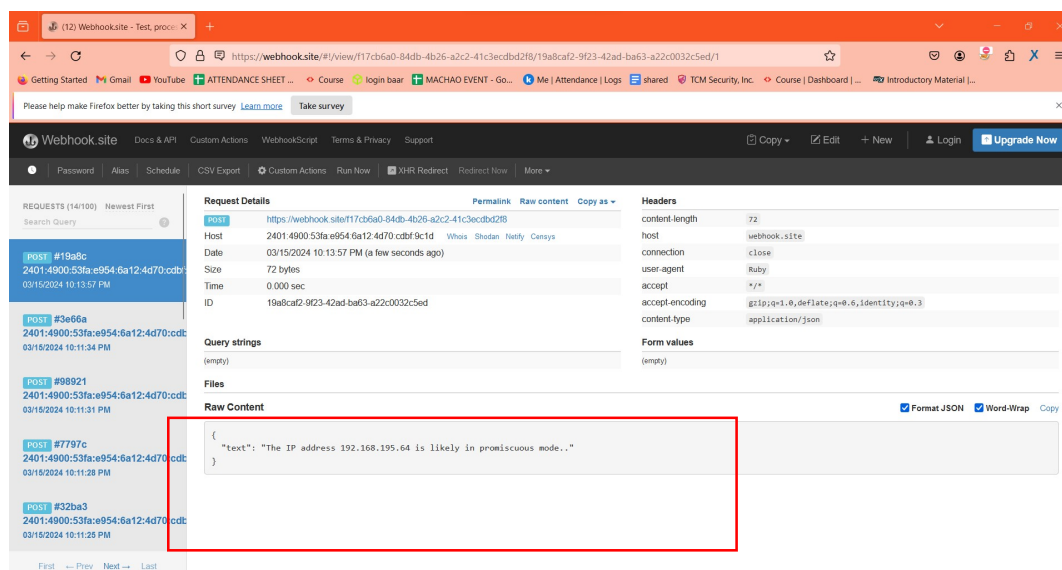 (12) Webhook.site - Test, proce
https://webhook.site/#!/view/f17cb6a0-84db-4b26-a2c2-41c3ecdbd2f8/19a8caf2-9f23-42ad-ba63-a22c0032c5ed/1
Getting Started Gmail YouTube ATTENDANCE SHEET ... Course login baar MACHAO EVENT - Go... Me | Attendance | Logs shared TCM Security, Inc. Course | Dashboard | ... Introductory Material |...
Please help make Firefox better by taking this short survey Learn more Take survey
Webhook.site Docs & API Custom Actions WebhookScript Terms & Privacy Support Copy Edit + New Login Upgrade Now
Password Alias Schedule CSV Export Custom Actions Run Now XHR Redirect Redirect Now More
REQUESTS (14/100) Newest First
Search Query
POST #19a8c
2401:4900:53fa:e954:6a12:4d70:cdbf:
03/15/2024 10:13:57 PM
POST #3e66a
2401:4900:53fa:e954:6a12:4d70:cdb
03/15/2024 10:11:34 PM
POST #98921
2401:4900:53fa:e954:6a12:4d70:cdb
03/15/2024 10:11:31 PM
POST #7797c
2401:4900:53fa:e954:6a12:4d70:cdb
03/15/2024 10:11:28 PM
POST #32ba3
2401:4900:53fa:e954:6a12:4d70:cdb
03/15/2024 10:11:25 PM
First ← Prev Next → Last
Request Details Permalink Raw content Copy as
POST https://webhook.site/f17cb6a0-84db-4b26-a2c2-41c3ecdbd2f8
Host 2401:4900:53fa:e954:6a12:4d70:cdbf:9c1d Whois Shodan Netify Censys
Date 03/15/2024 10:13:57 PM (a few seconds ago)
Size 72 bytes
Time 0.000 sec
ID 19a8caf2-9f23-42ad-ba63-a22c0032c5ed
Query strings
(empty)
Headers
content-length 72
host webhook.site
connection close
user-agent Ruby
accept */*
accept-encoding gzip;q=1.0,deflate;q=0.6,identity;q=0.3
content-type application/json
Form values
(empty)
Files
Raw Content Format JSON Word-Wrap Copy
{
"text": "The IP address 192.168.195.64 is likely in promiscuous mode.."
}